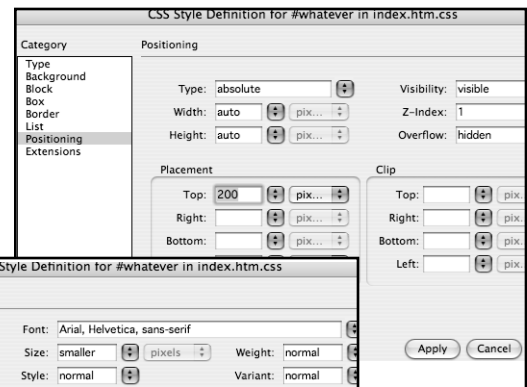 CSS Style Definition for #whatever in index.htm.css
Category
Positioning
Type
Background
Block
Box
Border
List
Positioning
Extensions
Type: absolute
Visibility: visible
Width: auto pix...
Z-Index: 1
Height: auto pix...
Overflow: hidden
Placement
Clip
Top: 200 pix...
Top: pix.
Right: pix...
Right: pix.
Bottom: pix...
Bottom: pix.
Left: pix.
Style Definition for #whatever in index.htm.css
Font: Arial, Helvetica, sans-serif
Size: smaller pixels Weight: normal
Style: normal Variant: normal
Apply Cancel